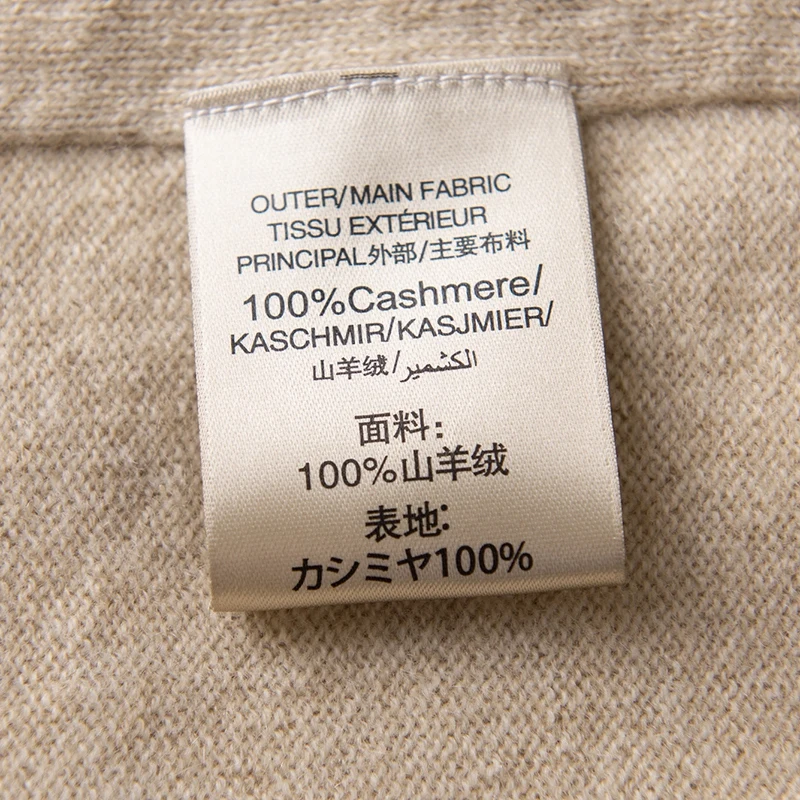 OUTER/MAIN FABRIC
TISSU EXTÉRIEUR
PRINCIPAL外部/主要布料
100%Cashmere/
KASCHMIR/KASJMIER/
山羊绒/الكشمير
面料:
100%山羊绒
表地:
カシミヤ100%